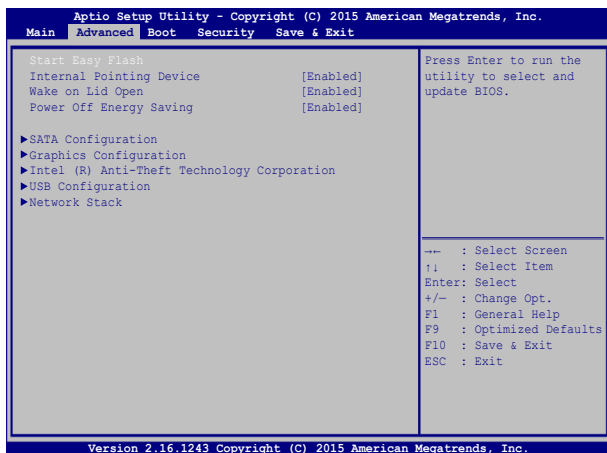 Aptio Setup Utility - Copyright (C) 2015 American Megatrends, Inc.
Main Advanced Boot Security Save & Exit
Start Easy Flash
Internal Pointing Device [Enabled]
Wake on Lid Open [Enabled]
Power Off Energy Saving [Enabled]
▶SATA Configuration
▶Graphics Configuration
▶Intel (R) Anti-Theft Technology Corporation
▶USB Configuration
▶Network Stack
Press Enter to run the
utility to select and
update BIOS.
→← : Select Screen
↑↓ : Select Item
Enter: Select
+/— : Change Opt.
F1 : General Help
F9 : Optimized Defaults
F10 : Save & Exit
ESC : Exit
Version 2.16.1243 Copyright (C) 2015 American Megatrends, Inc.